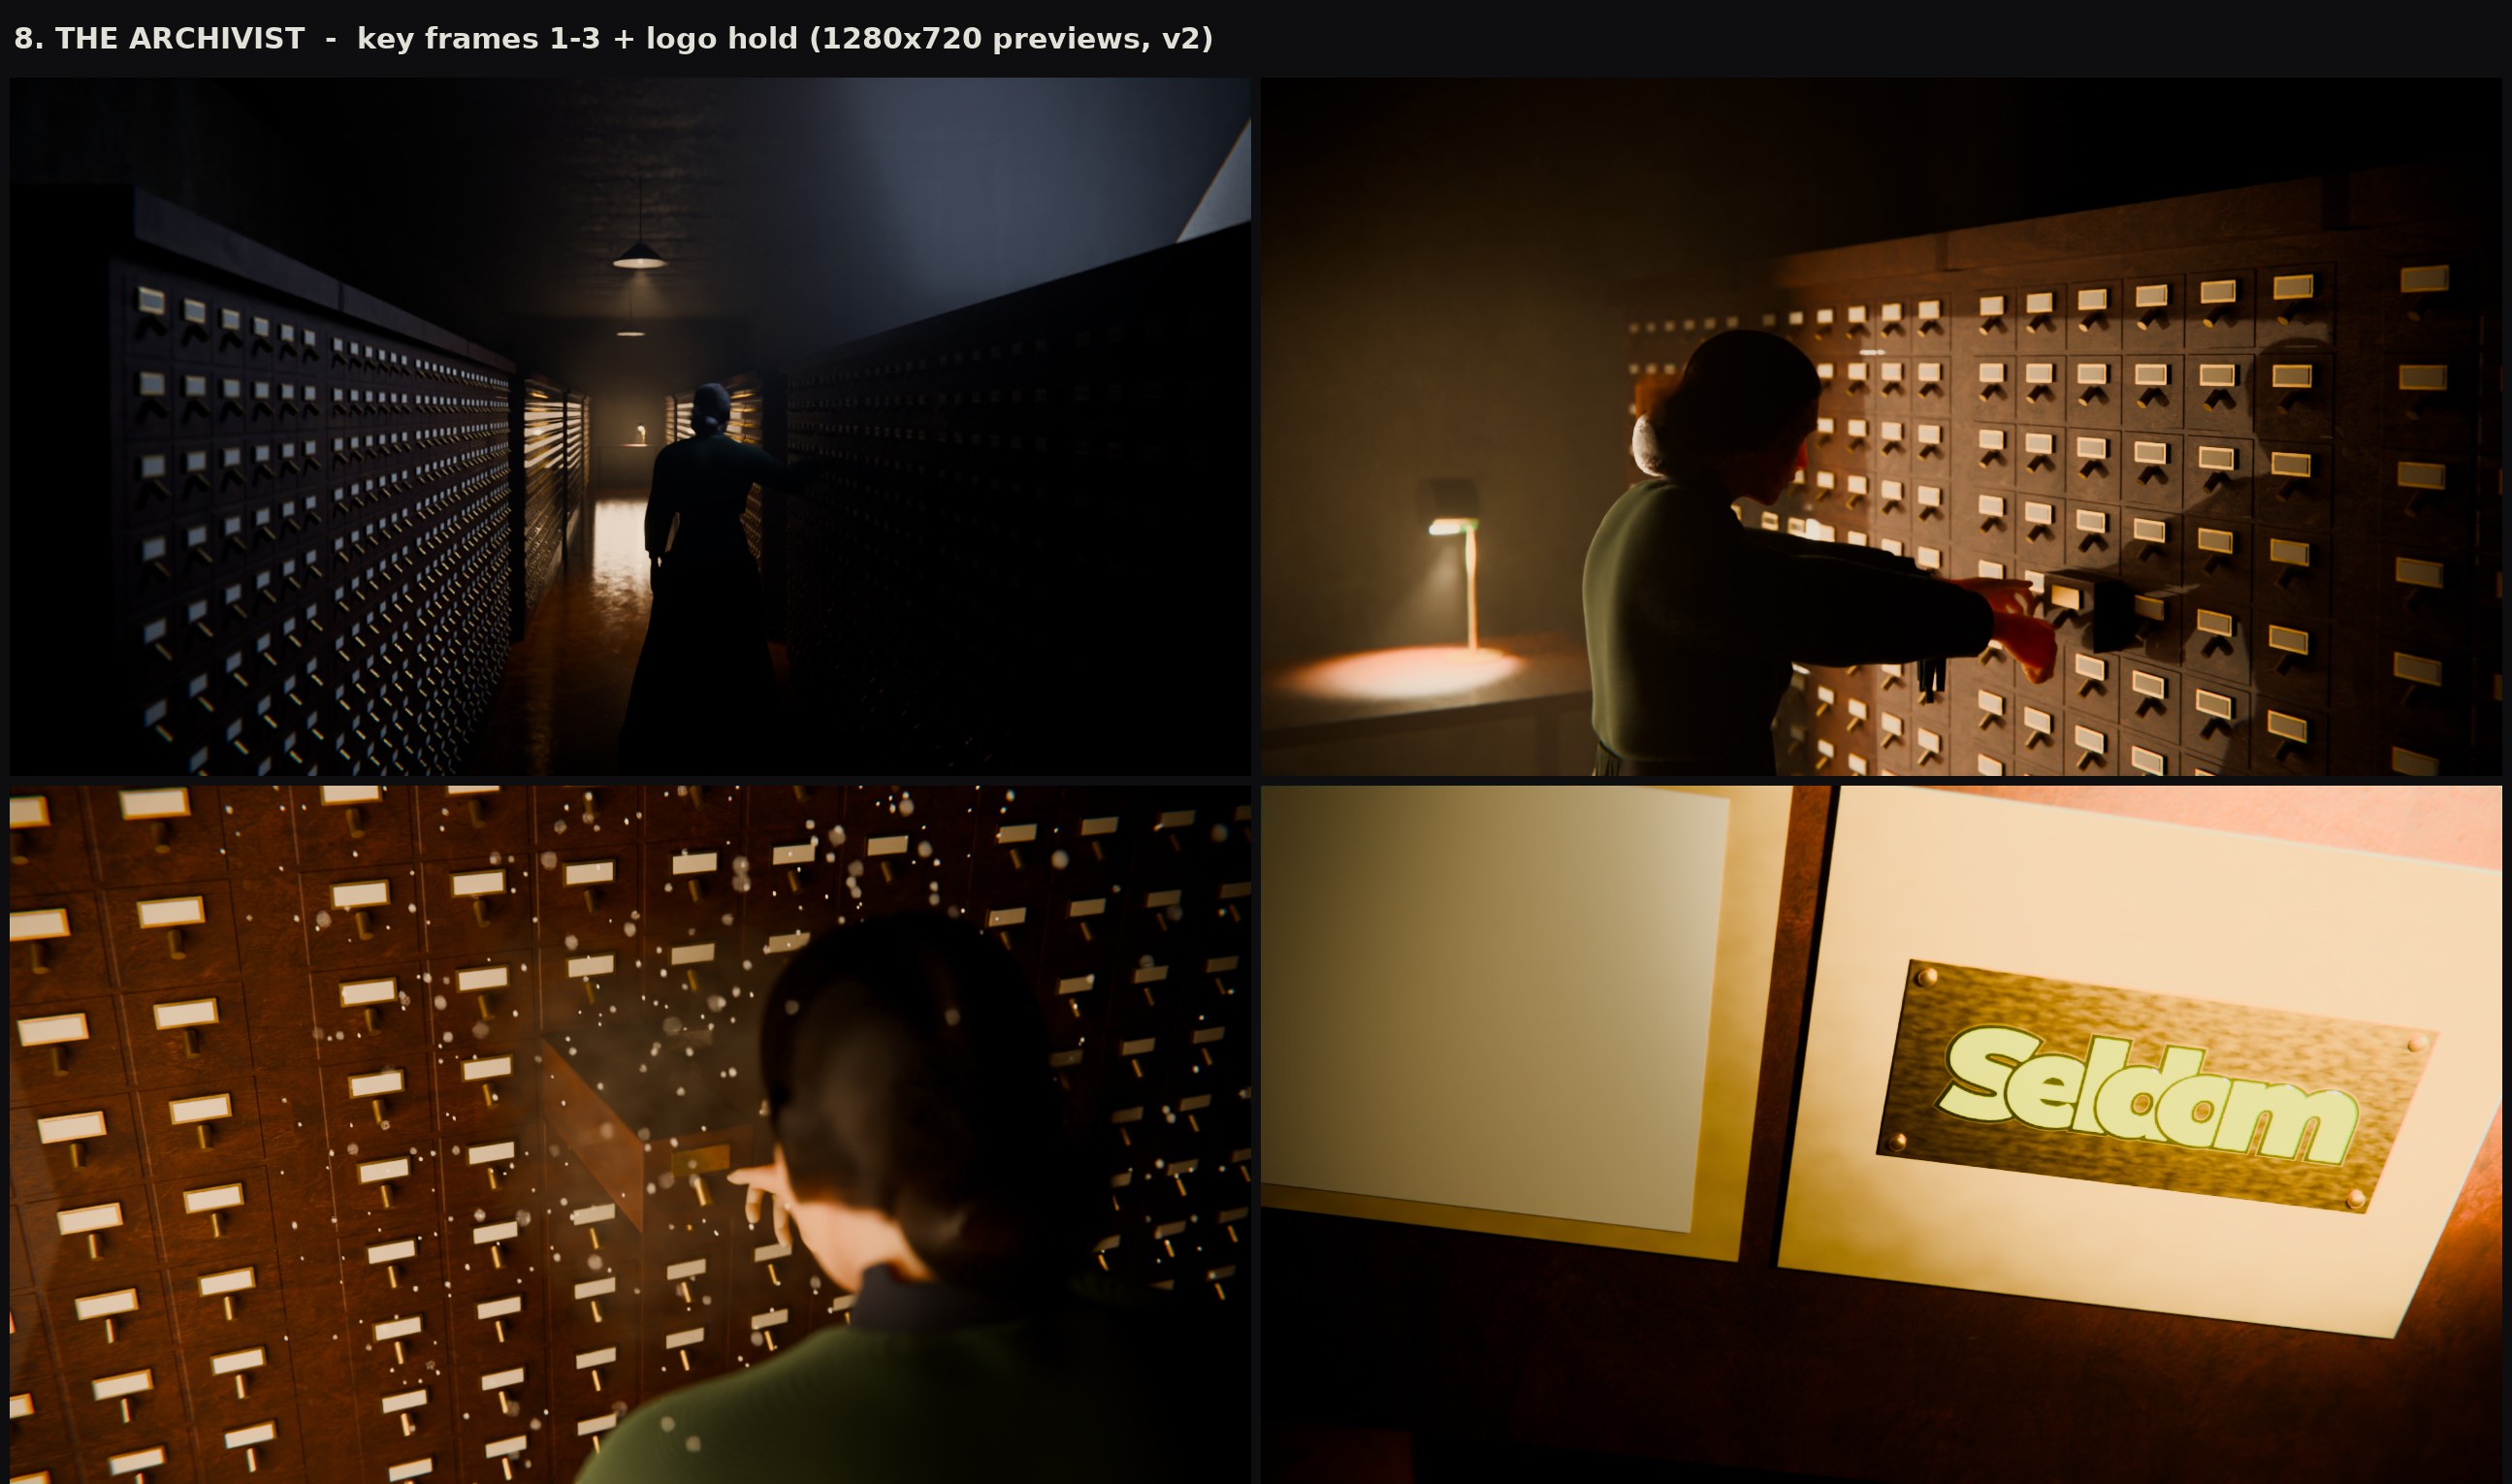 8. THE ARCHIVIST - key frames 1-3 + logo hold (1280x720 previews, v2)
Seldom